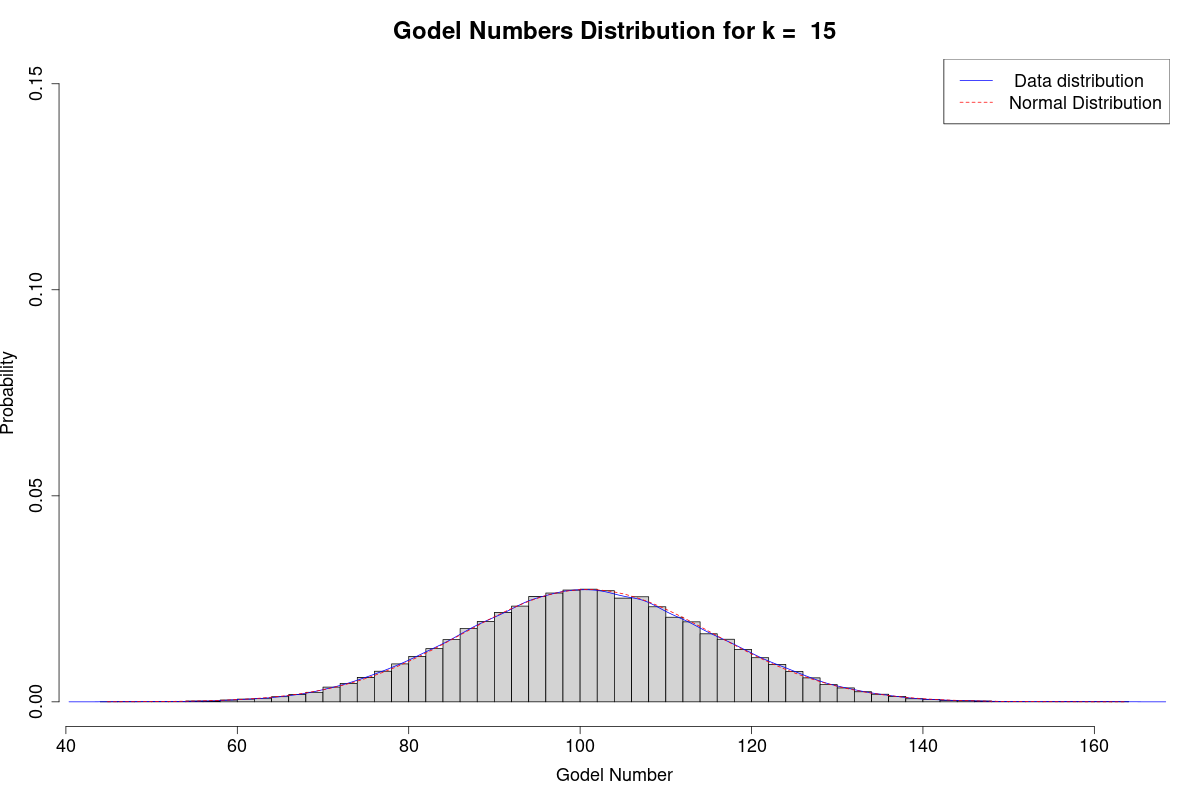 Godel Numbers Distribution for k =  15
Data distribution
Normal Distribution
0.15
0.10
0.05
0.00
Probability
40 60 80 100 120 140 160
Godel Number